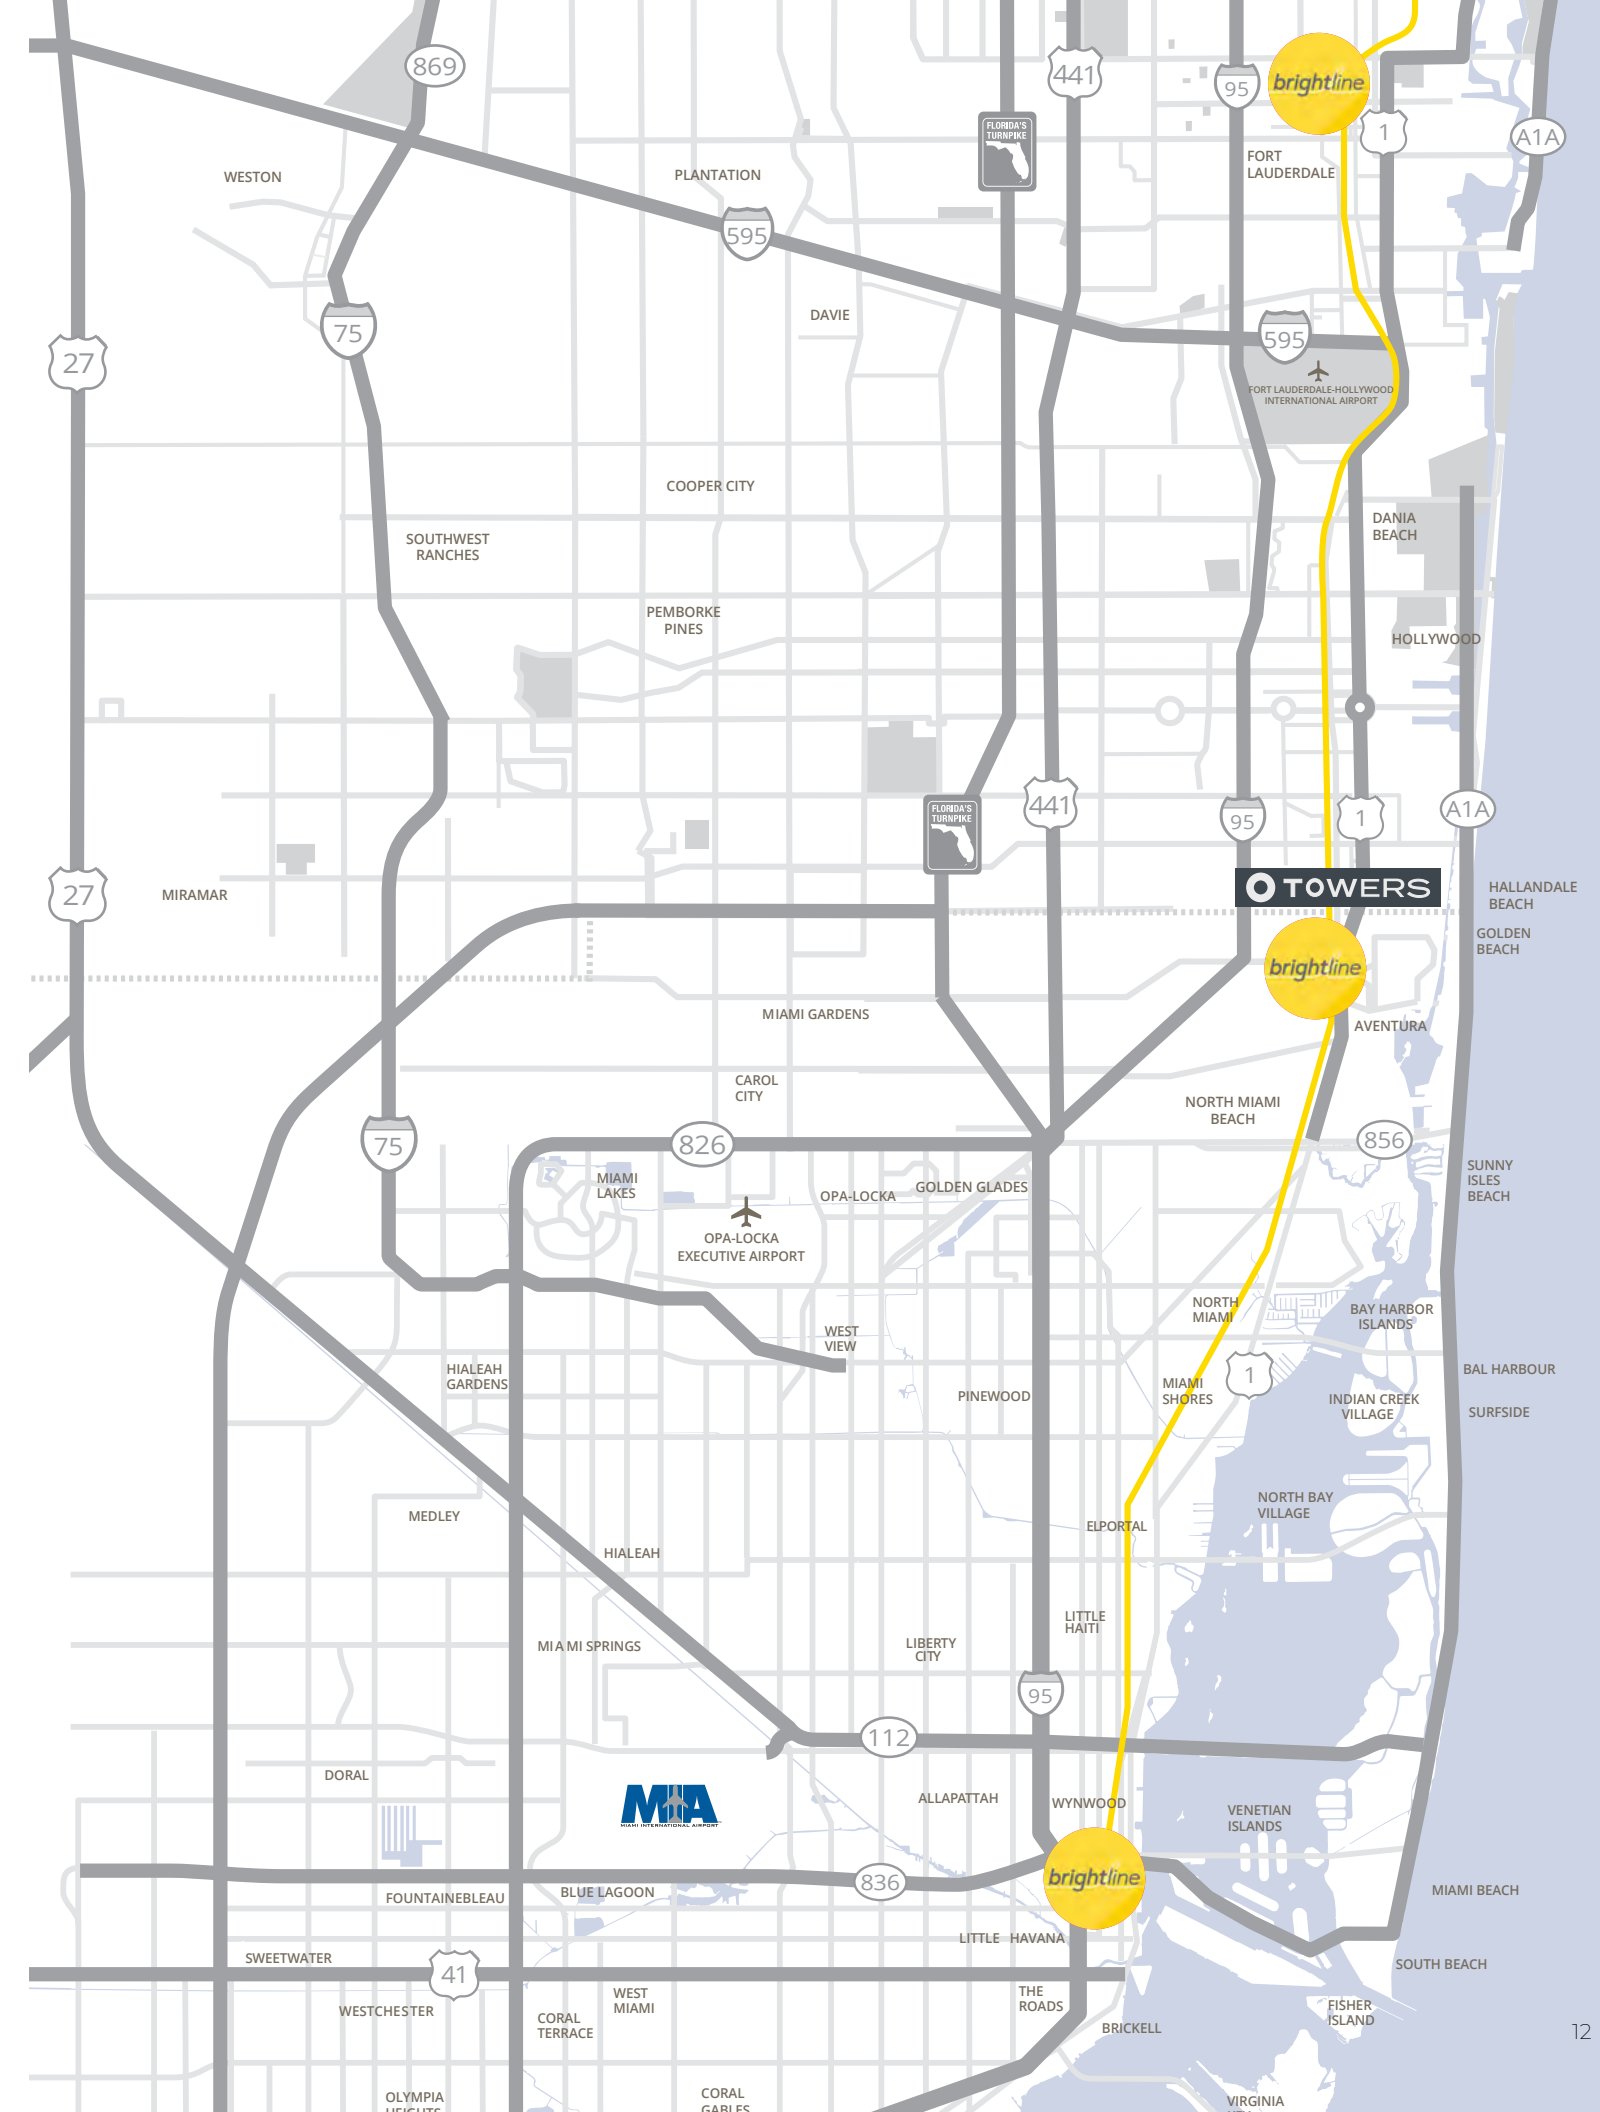 869
441
95
brightline
FLORIDA'S
TURNPIKE
1
A1A
FORT
LAUDERDALE
WESTON
PLANTATION
595
75
DAVIE
595
27
FORT LAUDERDALE-HOLLYWOOD
INTERNATIONAL AIRPORT
COOPER CITY
DANIA
BEACH
SOUTHWEST
RANCHES
PEMBORKE
PINES
HOLLYWOOD
441
FLORIDA'S
TURNPIKE
95
1
A1A
27
MIRAMAR
TOWERS
HALLANDALE
BEACH
GOLDEN
BEACH
brightline
MIAMI GARDENS
AVENTURA
CAROL
CITY
NORTH MIAMI
BEACH
75
826
856
MIAMI
LAKES
OPA-LOCKA
GOLDEN GLADES
SUNNY
ISLES
BEACH
OPA-LOCKA
EXECUTIVE AIRPORT
NORTH
MIAMI
BAY HARBOR
ISLANDS
WEST
VIEW
HIALEAH
GARDENS
1
BAL HARBOUR
PINEWOOD
MIAMI
SHORES
INDIAN CREEK
VILLAGE
SURFSIDE
NORTH BAY
VILLAGE
MEDLEY
ELPORTAL
HIALEAH
LITTLE
HAITI
MIAMI SPRINGS
LIBERTY
CITY
95
112
DORAL
MIA
MIAMI INTERNATIONAL AIRPORT
ALLAPATTAH
WYNWOOD
VENETIAN
ISLANDS
brightline
836
FOUNTAINEBLEAU
BLUE LAGOON
MIAMI BEACH
LITTLE HAVANA
SWEETWATER
41
SOUTH BEACH
WEST
MIAMI
THE
ROADS
WESTCHESTER
CORAL
TERRACE
FISHER
ISLAND
BRICKELL
12
OLYMPIA
HEIGHTS
CORAL
GABLES
VIRGINIA